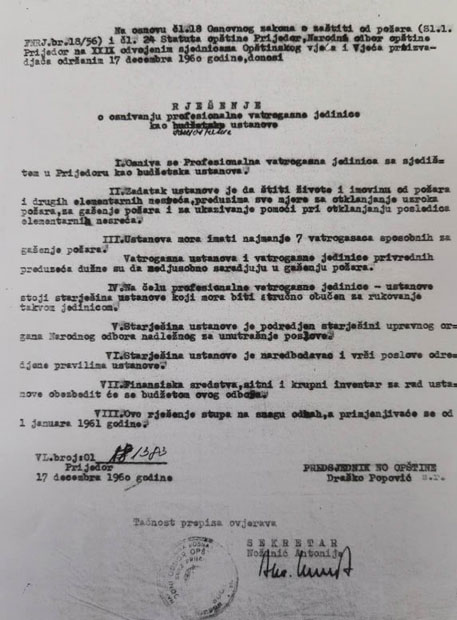 Na osnovu čl.18 Osnovnog zakona o zaštiti od požara (Sl.l.
FNRJ.br.18/56) i čl. 24 Statuta opštine Prijedor,Narodni odbor opštine
Prijedor na XXIX odvojenim sjednicama Opštinskog vjeća i Vjeća proizva-
djača održanim 17 decembra 1960 godine,donosi
RJEŠENJE
o osnivanju profesionalne vatrogasne jedinice
kao budžetske ustanove
I.Osniva se Profesionalna vatrogasna jedinica sa sjediš-
tem u Prijedoru kao budžetska ustanova.
II.Zadatak ustanove je da štiti živote i imovinu od požara
i drugih elementarnih nesreća,preduzima sve mjere za otklanjanje uzroka
požara,za gašenje požara i za ukazivanje pomoći pri otklanjanju posledica
elementarnih nesreća.
III.Ustanova mora imati najmanje 7 vatrogasaca sposobnih za
gašenje požara.
Vatrogasna ustanova i vatrogasne jedinice privrednih
preduzeća dužne su da medjusobno saradjuju u gašenju požara.
IV.Na čelu profesionalne vetrogasne jedinice - ustanove
stoji starješina ustanove koji mora biti stručno obučen za rukovanje
takvom jedinicom.
V.Starješina ustanove je podredjen starješini upravnog or-
gana Narodnog odbora nadležnog za unutrašnje poslove.
VI.Starješina ustanove je naredbodavac i vrši poslove odre-
djene pravilima ustanove.
VII.Finansiska sredstva,sitni i krupni inventar za rad usta-
nove obezbedit će se budžetom ovog odbora.
VIII.Ovo rješenje stupa na snagu odmah,a primjenjivaće se od
1 januara 1961 godine.
VL.broj:01 1383
Prijedor
17 decembra 1960 godine
PREDSJEDNIK NO OPŠTINE
Draško Popović s.r.
Tačnost prepisa ovjerava
SEKRETAR
Nožinić Antonije